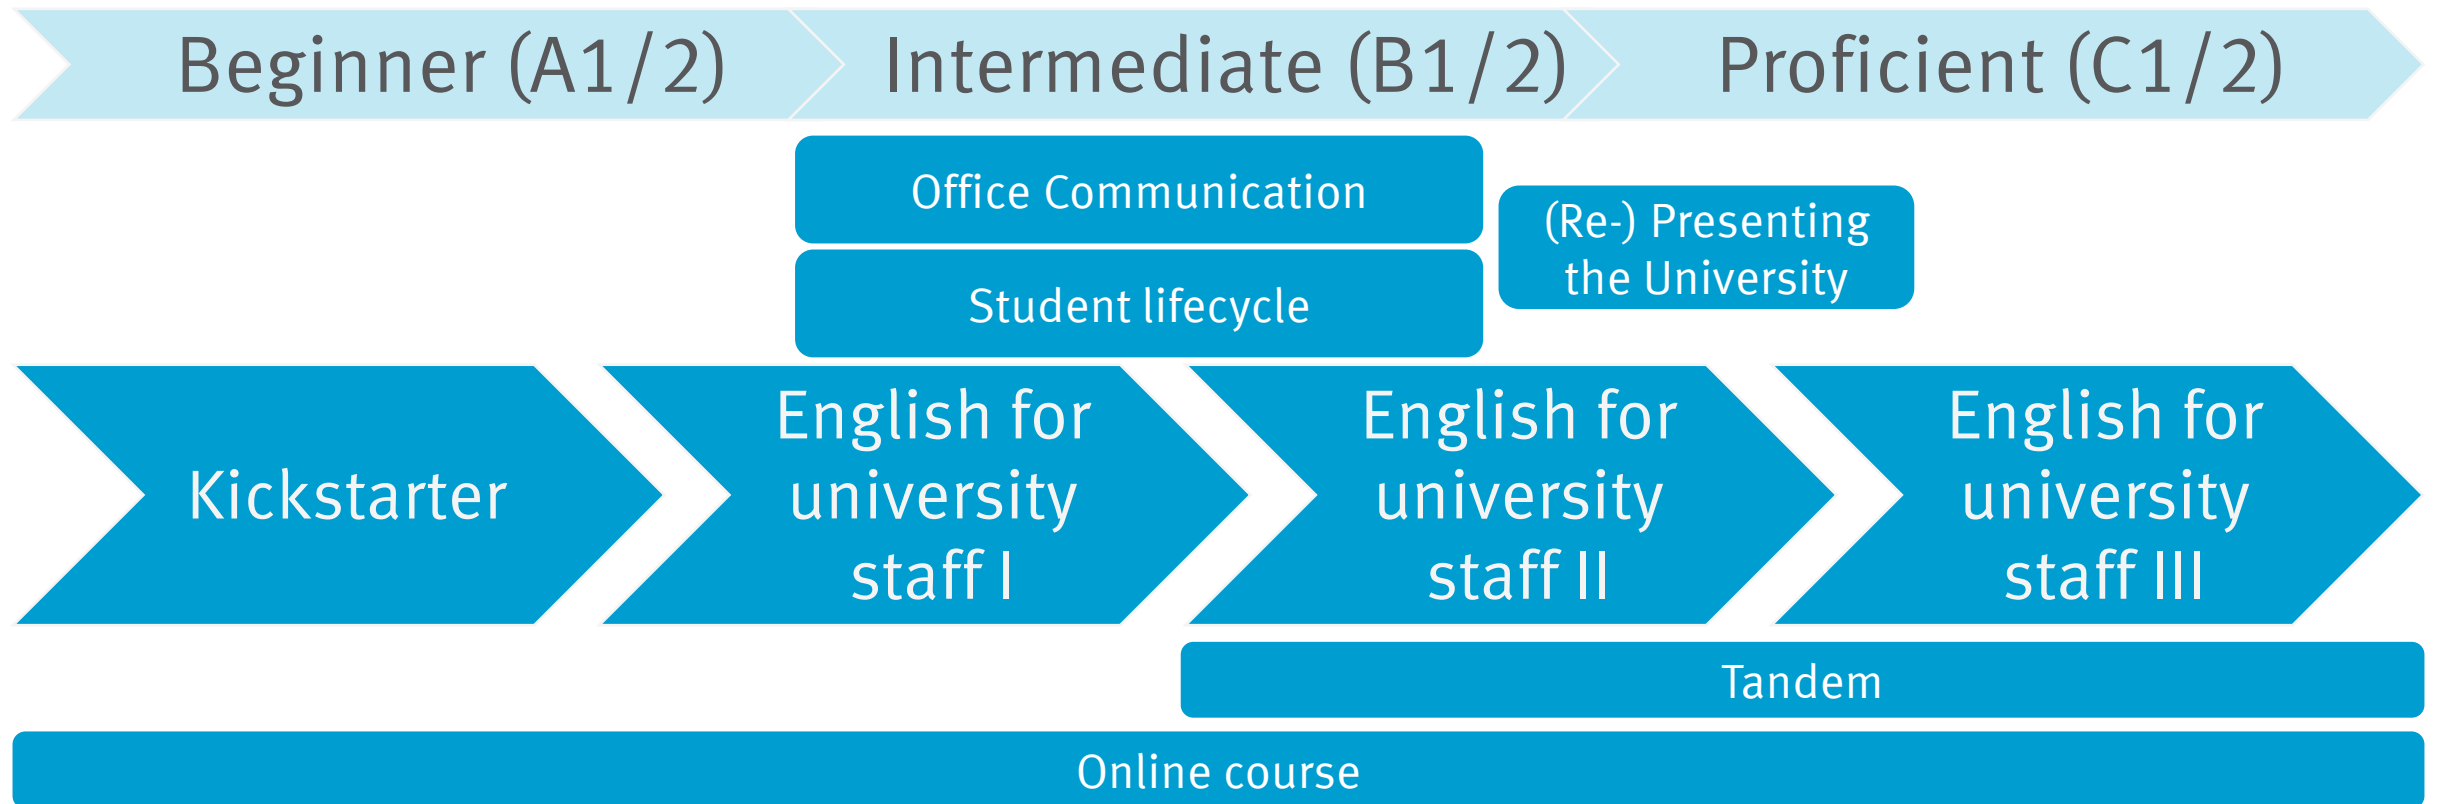 Beginner (A1/2)
Intermediate (B1/2)
Proficient (C1/2)
Office Communication
Student lifecycle
(Re-) Presenting
the University
Kickstarter
English for
university
staff I
English for
university
staff II
English for
university
staff III
Tandem
Online course